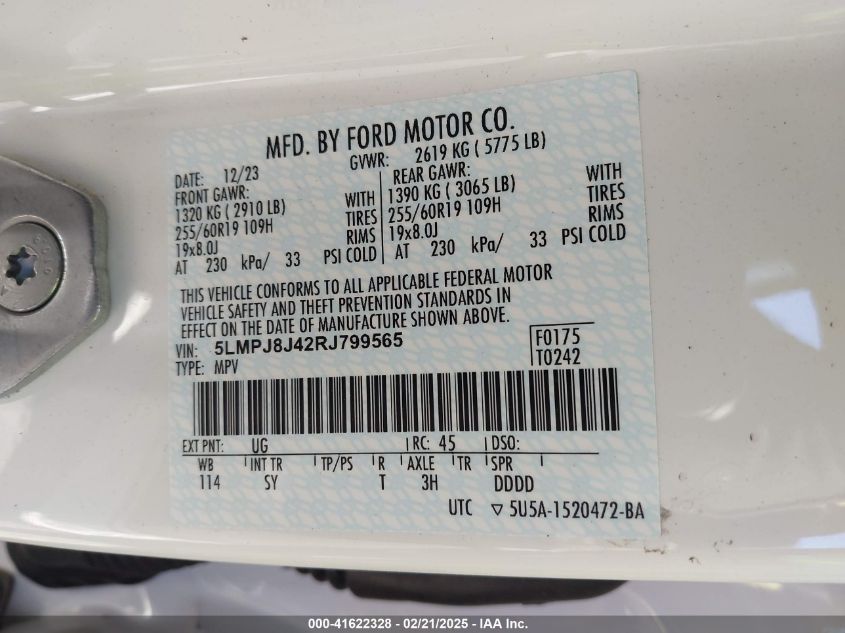 MFD. BY FORD MOTOR CO.
DATE: 12/23 GVWR: 2619 KG ( 5775 LB)
FRONT GAWR: REAR GAWR:
1320 KG ( 2910 LB) WITH 1390 KG ( 3065 LB) WITH
255/60R19 109H TIRES 255/60R19 109H TIRES
19x8.0J RIMS 19x8.0J RIMS
AT 230 kPa/ 33 PSI COLD AT 230 kPa/ 33 PSI COLD
THIS VEHICLE CONFORMS TO ALL APPLICABLE FEDERAL MOTOR
VEHICLE SAFETY AND THEFT PREVENTION STANDARDS IN
EFFECT ON THE DATE OF MANUFACTURE SHOWN ABOVE.
VIN: 5LMPJ8J42RJ799565 F0175
TYPE: MPV T0242
EXT PNT: UG RC: 45 DSO:
WB INT TR TP/PS R AXLE TR SPR
114 SY T 3H DDDD
UTC ▽ 5U5A-1520472-BA
000-41622328 - 02/21/2025 - IAA Inc.